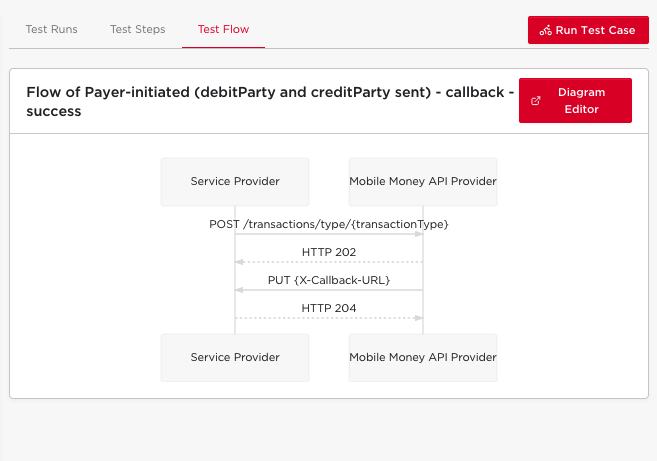 Test Runs Test Steps Test Flow Run Test Case
Flow of Payer-initiated (debitParty and creditParty sent) - callback -
success
Diagram
Editor
Service Provider Mobile Money API Provider
POST /transactions/type/{transactionType}
HTTP 202
PUT {X-Callback-URL}
HTTP 204
Service Provider Mobile Money API Provider